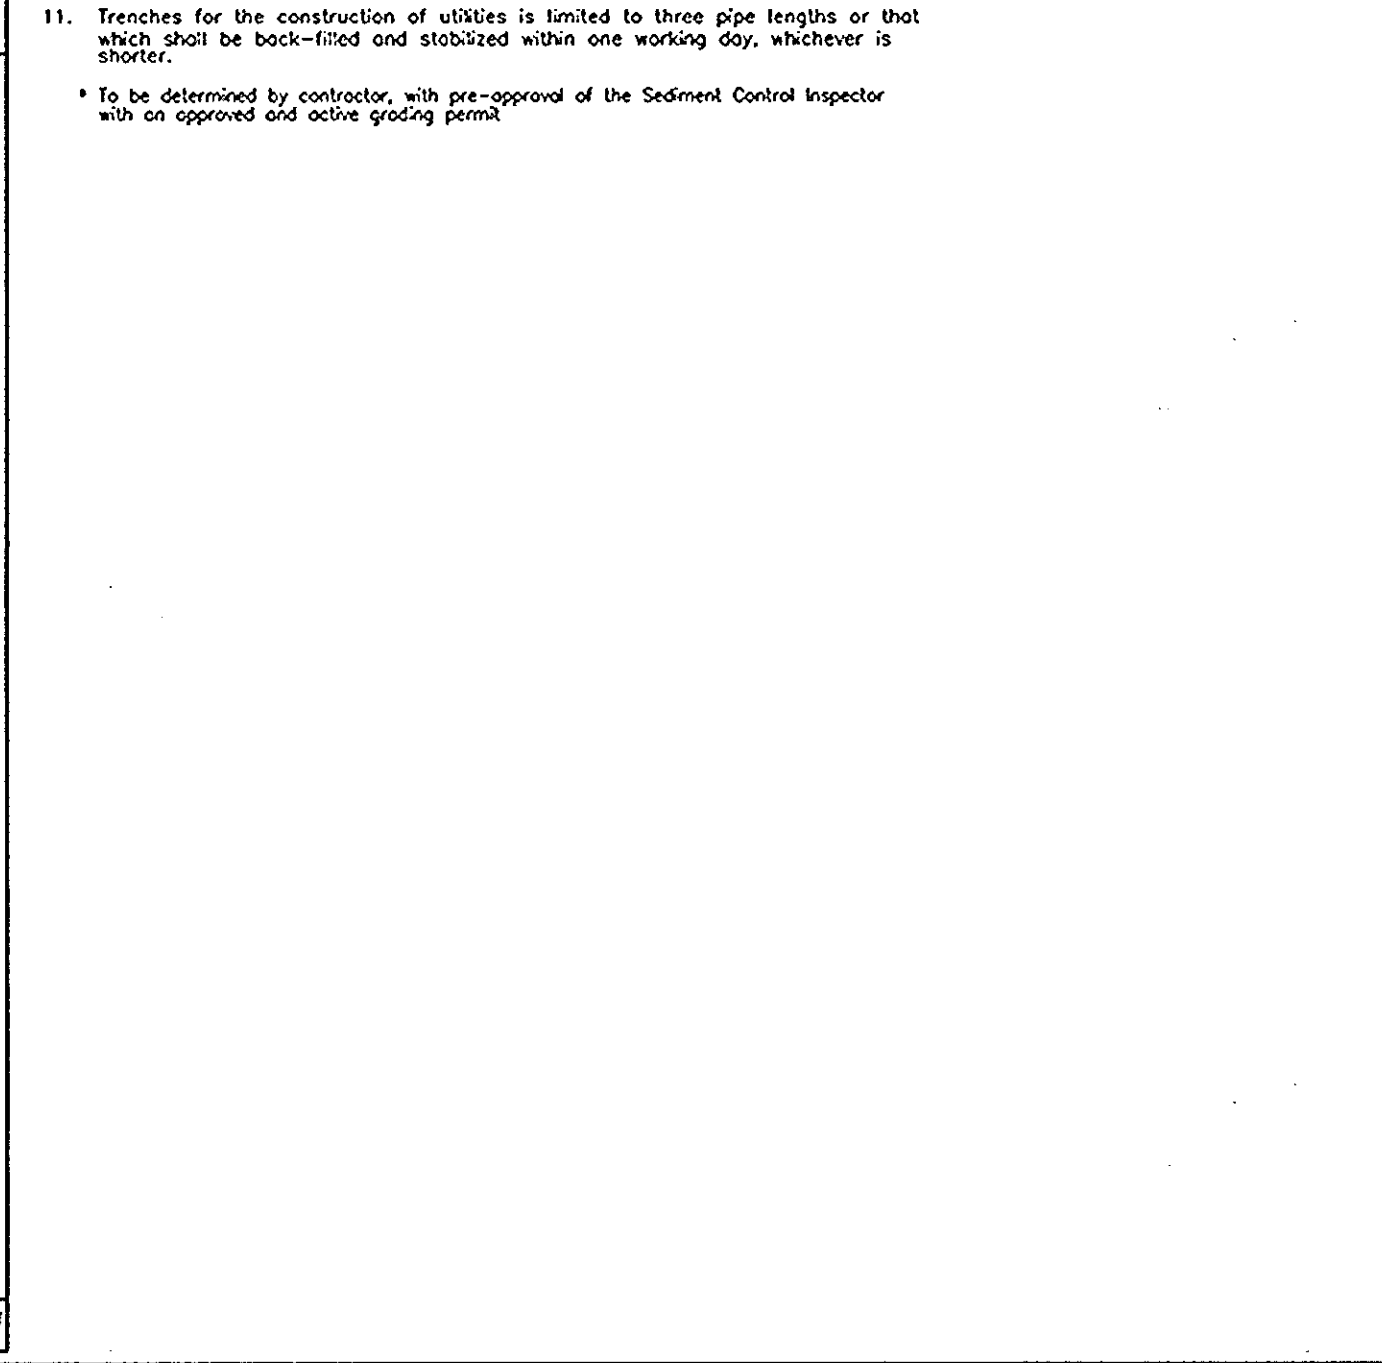 11. Trenches for the construction of utilities is limited to three pipe lengths or that
which shall be back-filled and stabilized within one working day, whichever is
shorter.
* To be determined by contractor, with pre-approval of the Sediment Control Inspector
with an approved and active grading permit